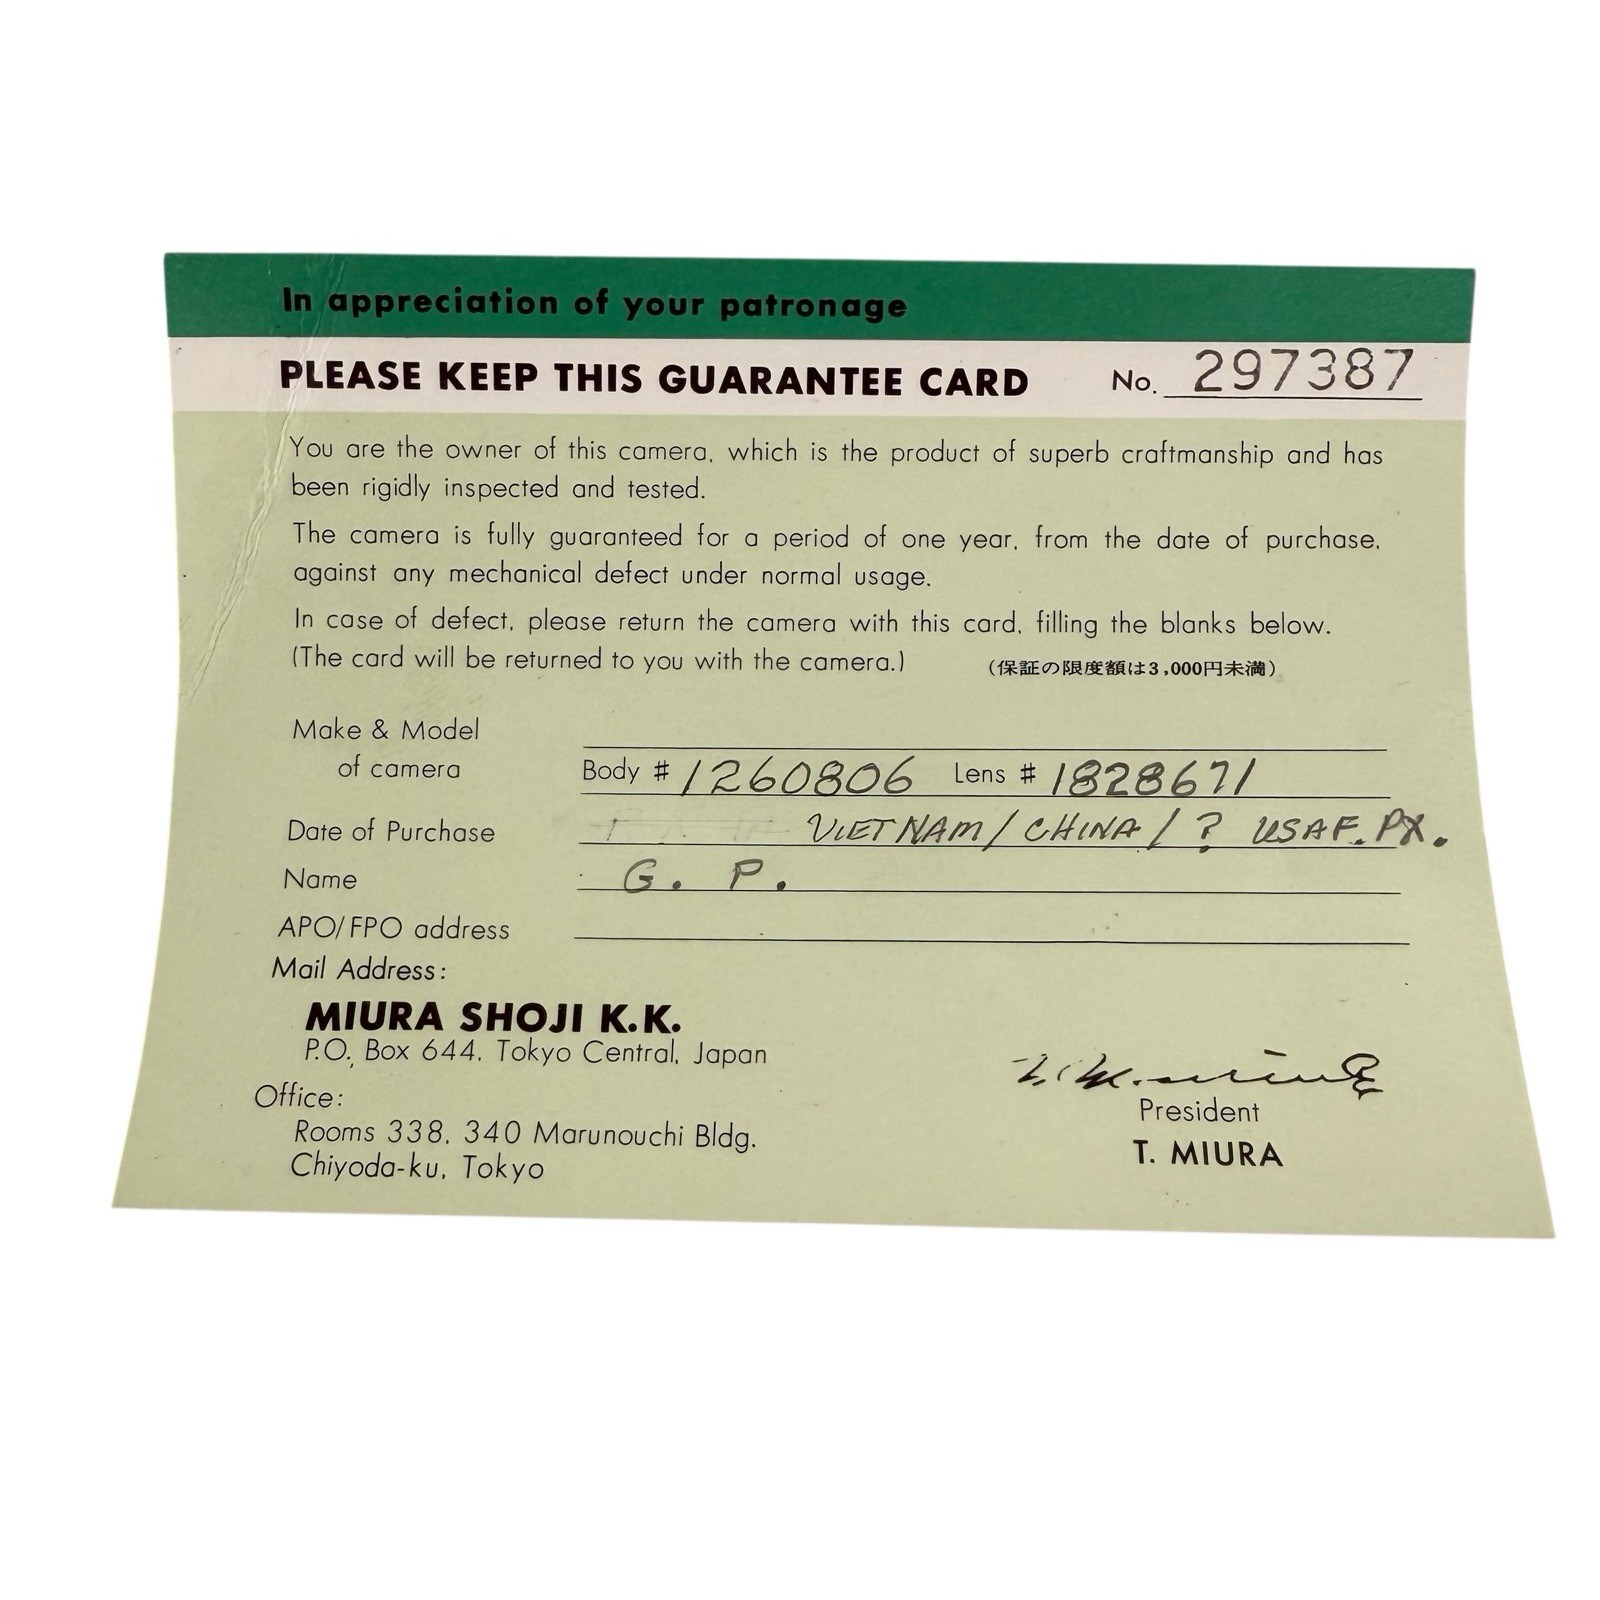 In appreciation of your patronage
PLEASE KEEP THIS GUARANTEE CARD No. 297387
You are the owner of this camera, which is the product of superb craftmanship and has
been rigidly inspected and tested.
The camera is fully guaranteed for a period of one year, from the date of purchase,
against any mechanical defect under normal usage.
In case of defect, please return the camera with this card, filling the blanks below.
(The card will be returned to you with the camera.) (保証の限度額は3,000円未満)
Make & Model
of camera Body # 1260806 Lens # 1828671
Date of Purchase VIETNAM/CHINA/? USAF.PX.
Name G. P.
APO/FPO address
Mail Address:
MIURA SHOJI K.K.
P.O. Box 644, Tokyo Central, Japan
Office:
Rooms 338, 340 Marunouchi Bldg.
Chiyoda-ku, Tokyo
President
T. MIURA